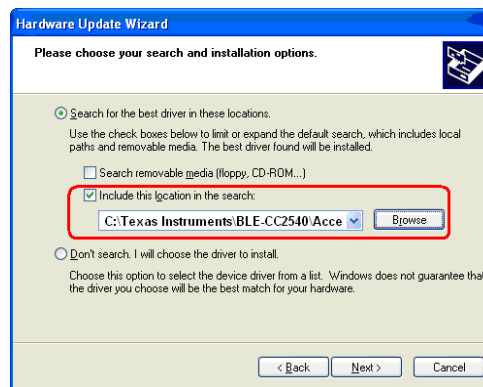 Hardware Update Wizard
Please choose your search and installation options.
Search for the best driver in these locations.
Use the check boxes below to limit or expand the default search, which includes local
paths and removable media. The best driver found will be installed.
Search removable media (floppy, CD-ROM...)
Include this location in the search:
C:\Texas Instruments\BLE-CC2540\Acce
Browse
Don't search. I will choose the driver to install.
Choose this option to select the device driver from a list. Windows does not guarantee that
the driver you choose will be the best match for your hardware.
< Back Next > Cancel